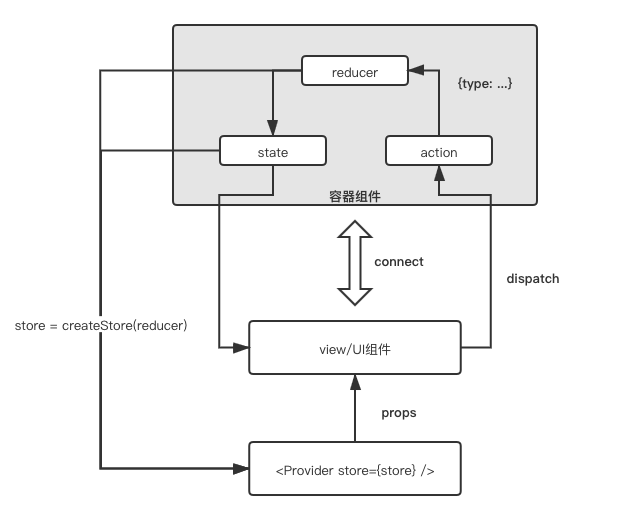 reducer
{type: ...}
state
action
容器组件
connect
dispatch
store = createStore(reducer)
view/UI组件
props
<Provider store={store} />